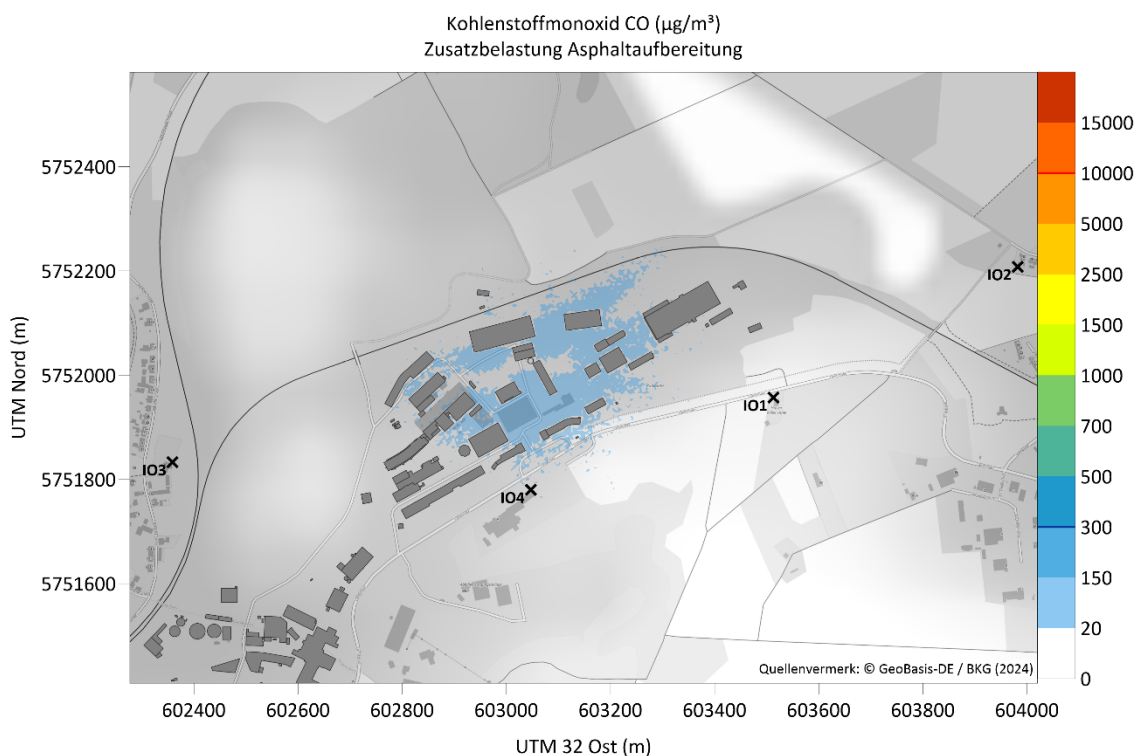 Kohlenstoffmonoxid CO (µg/m³)
Zusatzbelastung Asphaltaufbereitung
UTM Nord (m)
5752400
5752200
5752000
5751800
5751600
IO2
IO1
IO3
IO4
Quellenvermerk: © GeoBasis-DE / BKG (2024)
15000
10000
5000
2500
1500
1000
700
500
300
150
20
0
602400 602600 602800 603000 603200 603400 603600 603800 604000
UTM 32 Ost (m)